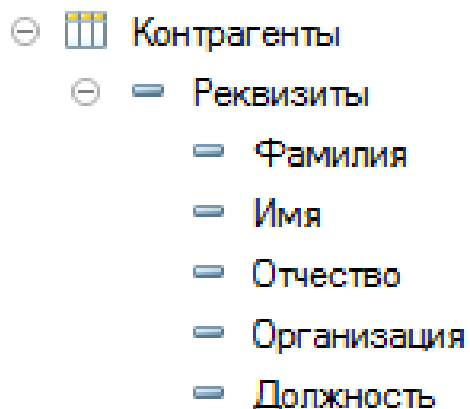 Контрагенты
Реквизиты
Фамилия
Имя
Отчество
Организация
Должность